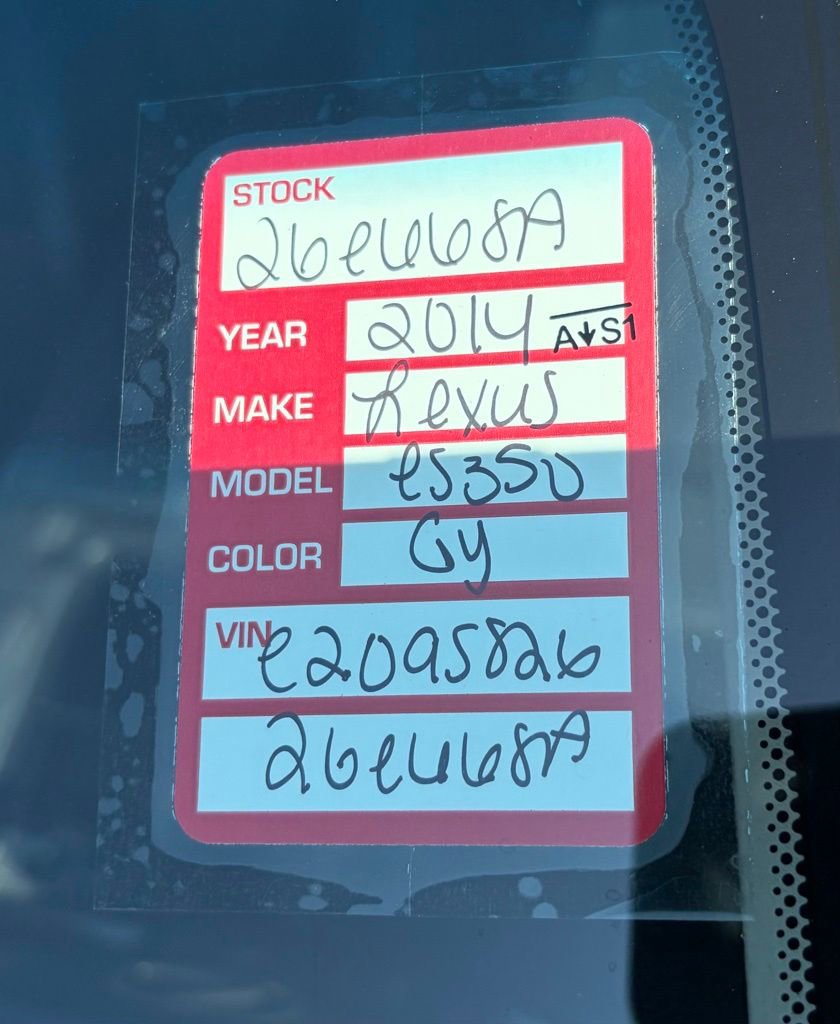 STOCK
26e668A
YEAR 2014 A↓S1
MAKE Lexus
MODEL eS350
COLOR Gy
VIN e2095826
26e668A